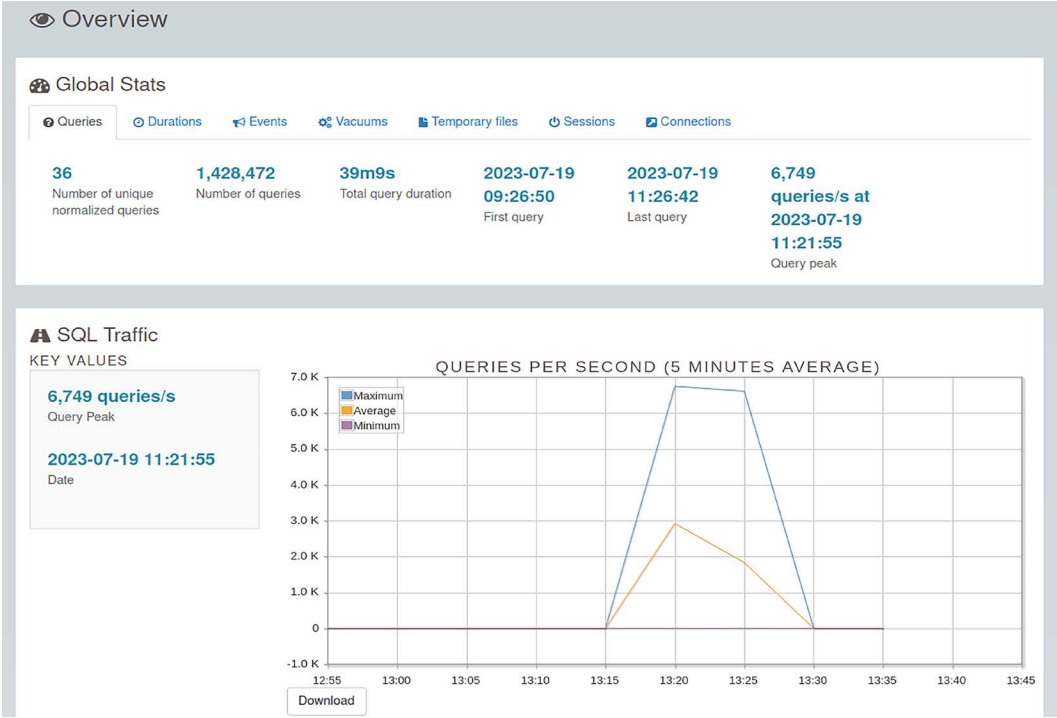 Overview
Global Stats
Queries Durations Events Vacuums Temporary files Sessions Connections
36
Number of unique
normalized queries
1,428,472
Number of queries
39m9s
Total query duration
2023-07-19
09:26:50
First query
2023-07-19
11:26:42
Last query
6,749
queries/s at
2023-07-19
11:21:55
Query peak
SQL Traffic
KEY VALUES
6,749 queries/s
Query Peak
2023-07-19 11:21:55
Date
QUERIES PER SECOND (5 MINUTES AVERAGE)
Maximum
Average
Minimum
7.0 K
6.0 K
5.0 K
4.0 K
3.0 K
2.0 K
1.0 K
0
-1.0 K
12:55 13:00 13:05 13:10 13:15 13:20 13:25 13:30 13:35 13:40 13:45
Download